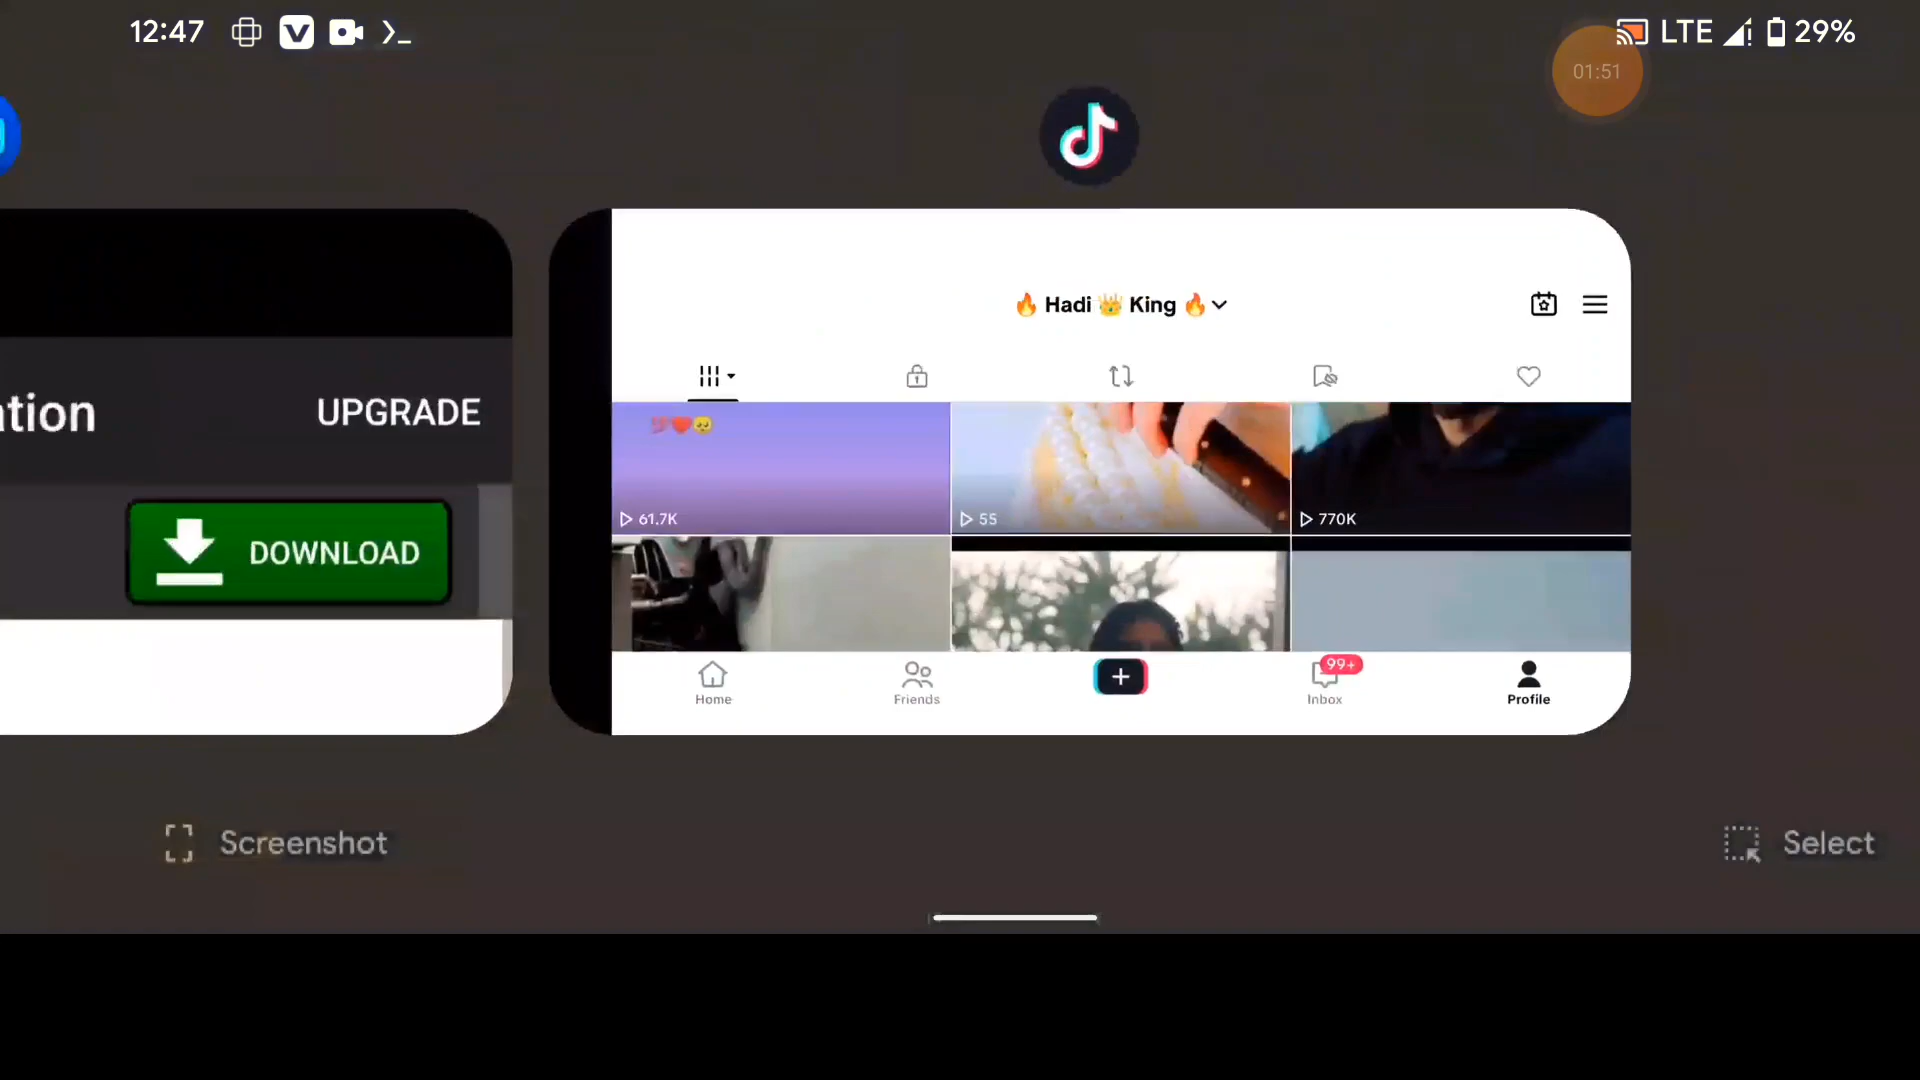 12:47
LTE 29%
01:51
🔥 Hadi 👑 King 🔥
ation
UPGRADE
DOWNLOAD
💯❤️🥺
61.7K
55
770K
Home
Friends
99+
Inbox
Profile
Screenshot
Select